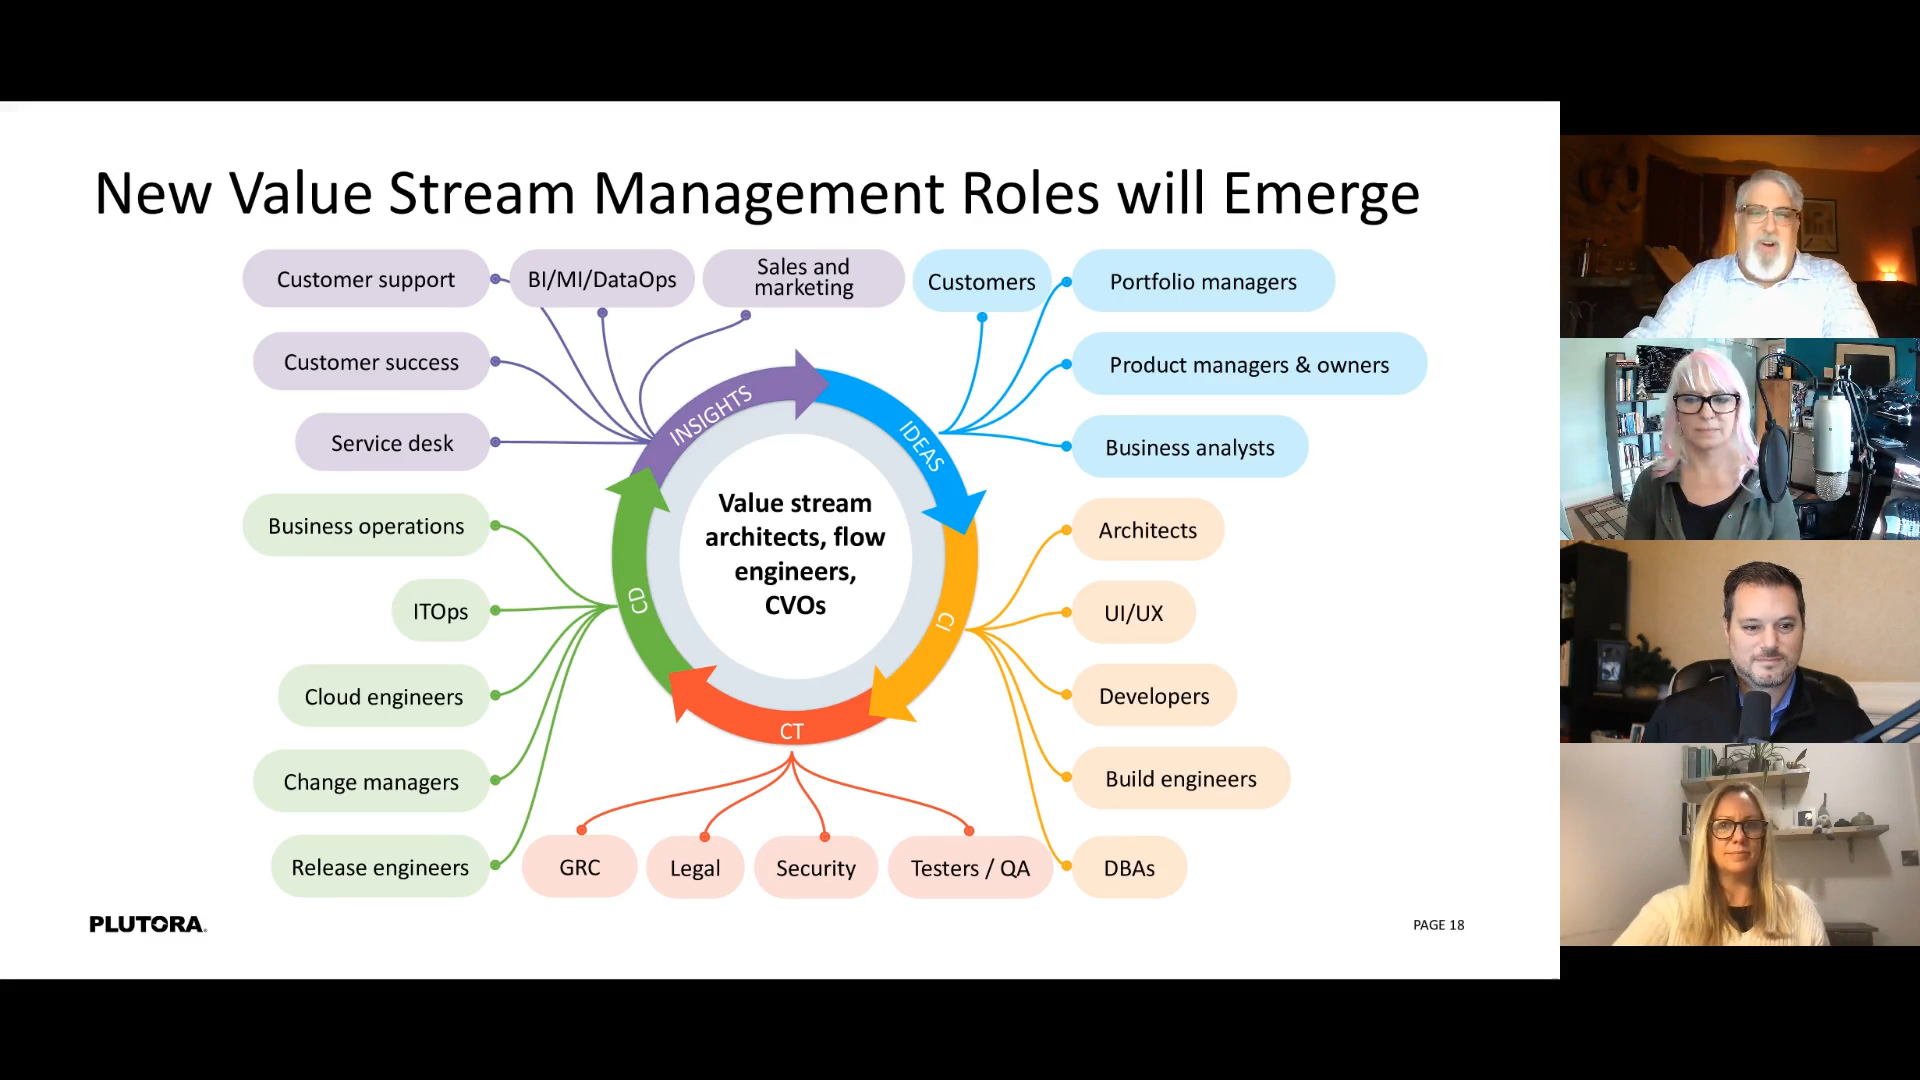 New Value Stream Management Roles will Emerge
Customer support
BI/MI/DataOps
Sales and
marketing
Customers
Portfolio managers
Customer success
Product managers & owners
Service desk
Business analysts
INSIGHTS
IDEAS
Value stream
architects, flow
engineers,
CVOs
Business operations
Architects
ITOps
CD
CI
UI/UX
Cloud engineers
Developers
CT
Change managers
Build engineers
Release engineers
GRC
Legal
Security
Testers / QA
DBAs
PLUTORA
PAGE 18